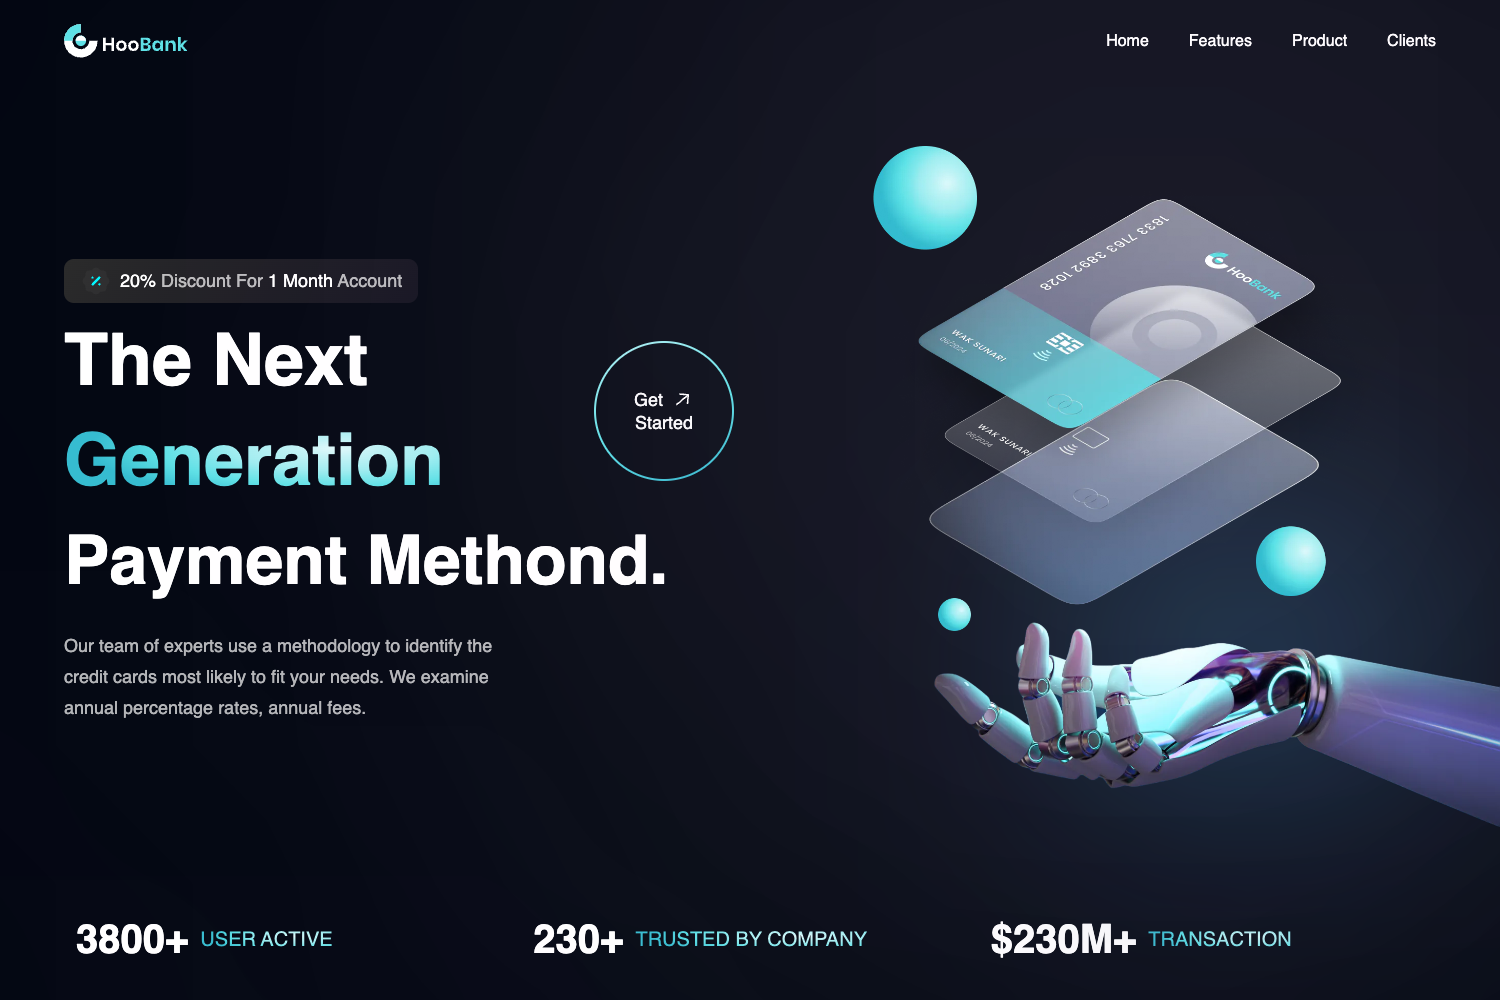 HooBank
Home
Features
Product
Clients
20% Discount For 1 Month Account
The Next
Generation
Payment Methond.
Get
Started
Our team of experts use a methodology to identify the
credit cards most likely to fit your needs. We examine
annual percentage rates, annual fees.
1833 7163 3892 1028
HooBank
WAK SUNARI
06/2024
WAK SUNARI
06/2024
3800+ USER ACTIVE
230+ TRUSTED BY COMPANY
$230M+ TRANSACTION